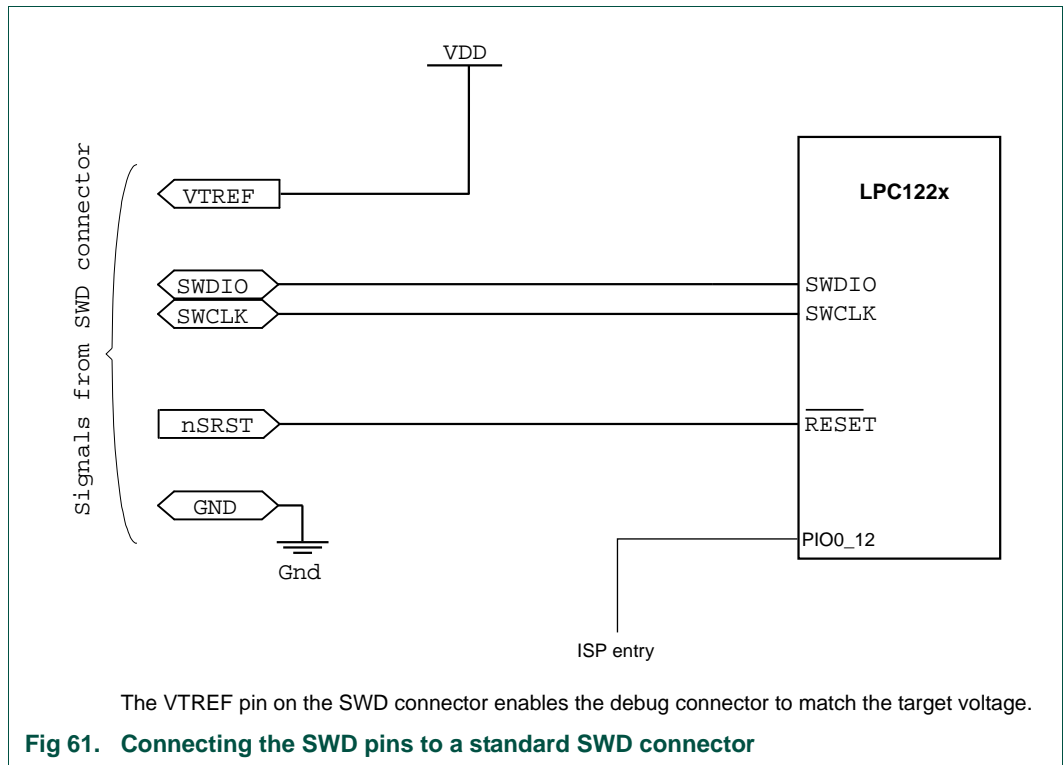 VDD
Signals from SWD connector
VTREF
LPC122x
SWDIO
SWDIO
SWCLK
SWCLK
nSRST
RESET
GND
Gnd
PIO0_12
ISP entry
The VTREF pin on the SWD connector enables the debug connector to match the target voltage.
Fig 61. Connecting the SWD pins to a standard SWD connector